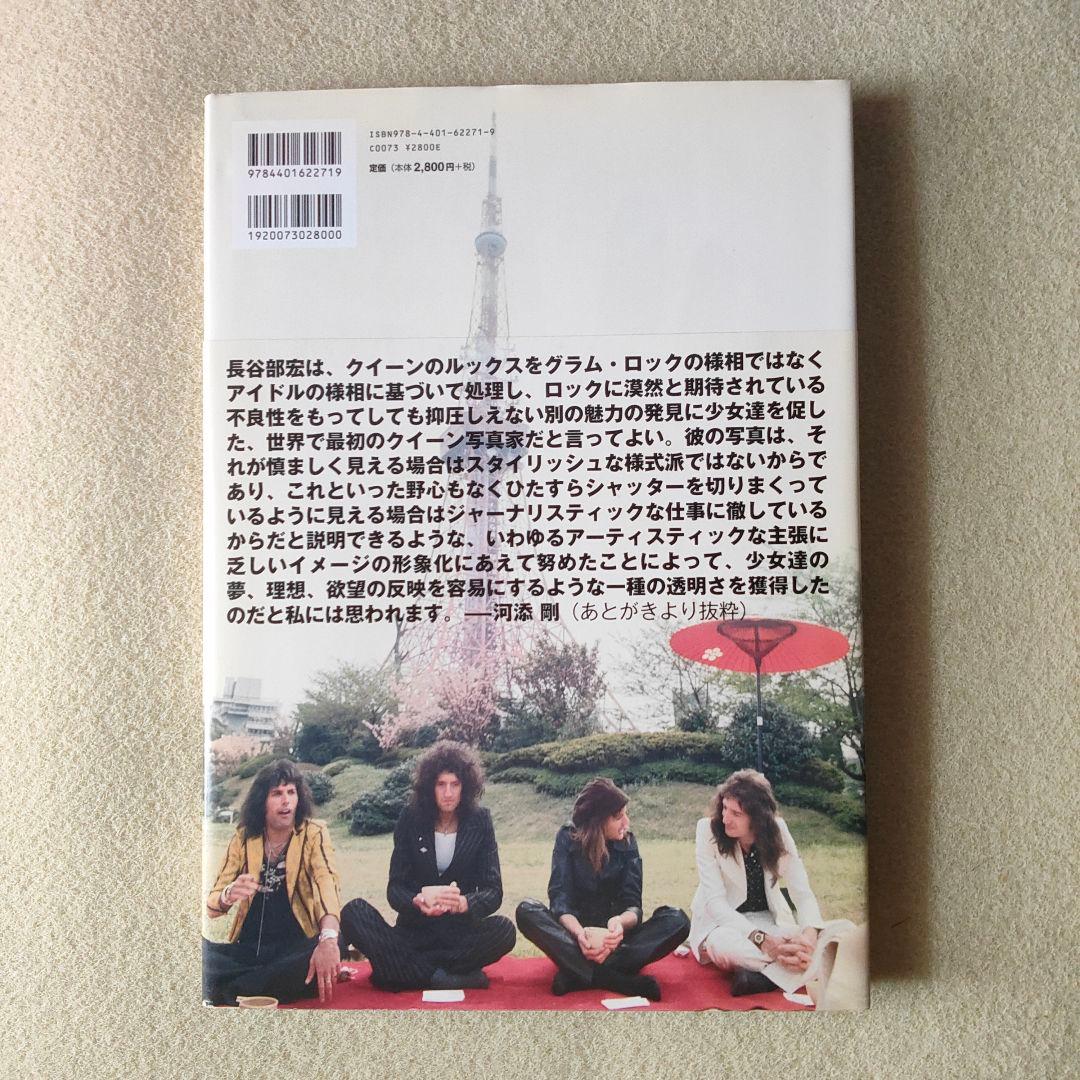 ISBN978-4-401-62271-9
C0073 ¥2800E
定価（本体2,800円＋税）
9784401622719
1920073028000
長谷部宏は、クイーンのルックスをグラム・ロックの様相ではなく
アイドルの様相に基づいて処理し、ロックに漠然と期待されている
不良性をもってしても抑圧しえない別の魅力の発見に少女達を促し
た、世界で最初のクイーン写真家だと言ってよい。彼の写真は、そ
れが慎ましく見える場合はスタイリッシュな様式派ではないからで
あり、これといった野心もなくひたすらシャッターを切りまくって
いるように見える場合はジャーナリスティックな仕事に徹している
からだと説明できるような、いわゆるアーティスティックな主張に
乏しいイメージの形象化にあえて努めたことによって、少女達の
夢、理想、欲望の反映を容易にするような一種の透明さを獲得した
のだと私には思われます。——河添 剛（あとがきより抜粋）